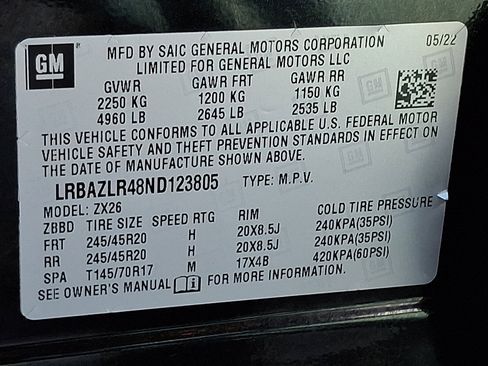 GM
MFD BY SAIC GENERAL MOTORS CORPORATION 05/22
LIMITED FOR GENERAL MOTORS LLC
GVWR GAWR FRT GAWR RR
2250 KG 1200 KG 1150 KG
4960 LB 2645 LB 2535 LB
THIS VEHICLE CONFORMS TO ALL APPLICABLE U.S. FEDERAL MOTOR
VEHICLE SAFETY AND THEFT PREVENTION STANDARDS IN EFFECT ON
THE DATE OF MANUFACTURE SHOWN ABOVE.
LRBAZLR48ND123805 TYPE: M.P.V.
MODEL: ZX26
ZBBD TIRE SIZE SPEED RTG RIM COLD TIRE PRESSURE
FRT 245/45R20 H 20X8.5J 240KPA(35PSI)
RR 245/45R20 H 20X8.5J 240KPA(35PSI)
SPA T145/70R17 M 17X4B 420KPA(60PSI)
SEE OWNER'S MANUAL FOR MORE INFORMATION.